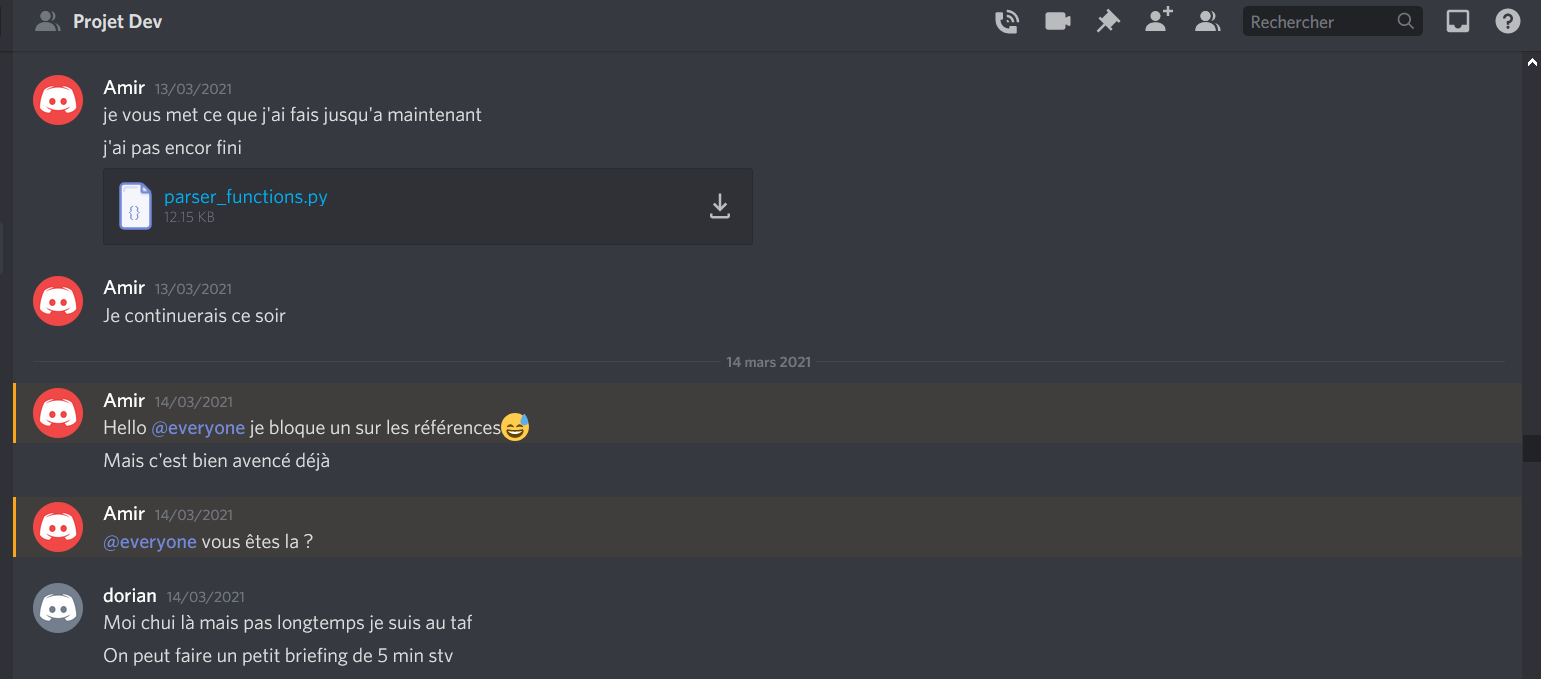 Projet Dev
Rechercher
Amir 13/03/2021
je vous met ce que j'ai fais jusqu'a maintenant
j'ai pas encor fini
{}
parser_functions.py
12.15 KB
Amir 13/03/2021
Je continuerais ce soir
14 mars 2021
Amir 14/03/2021
Hello @everyone je bloque un sur les références😅
Mais c'est bien avencé déjà
Amir 14/03/2021
@everyone vous êtes la ?
dorian 14/03/2021
Moi chui là mais pas longtemps je suis au taf
On peut faire un petit briefing de 5 min stv